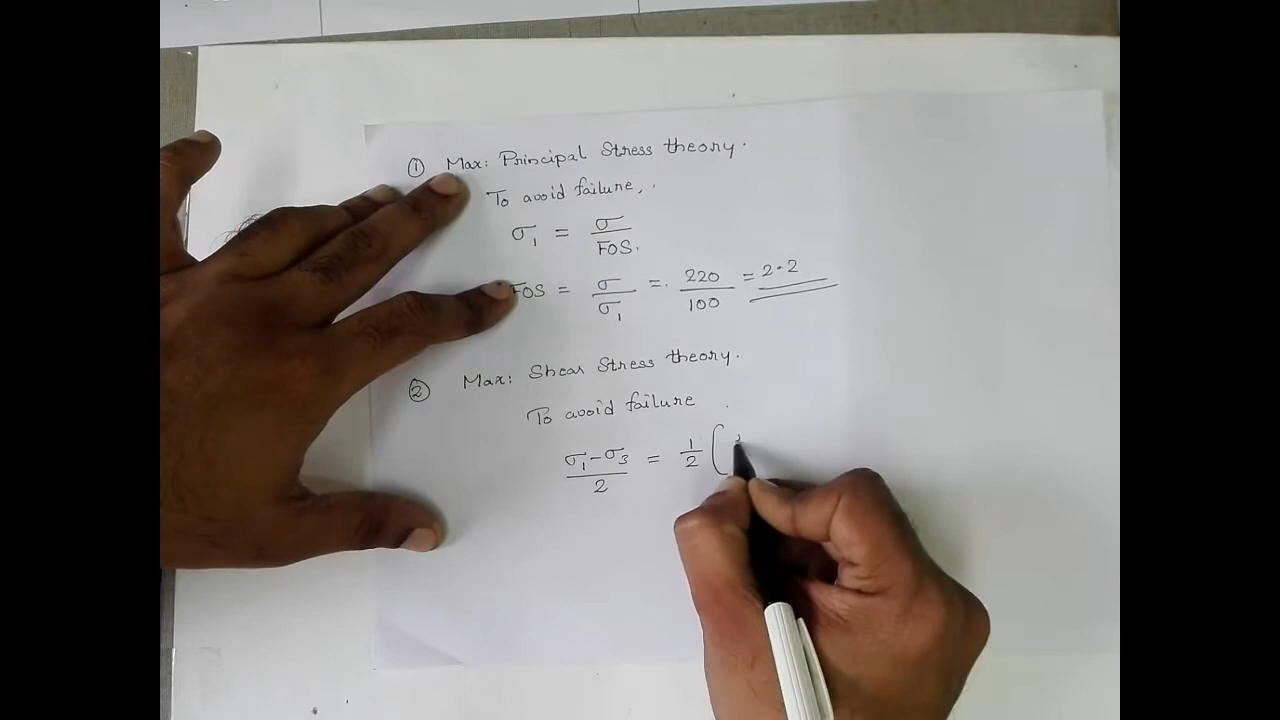 ① Max: Principal Stress theory.
To avoid failure,.
σ₁ = σ/FOS.
FOS = σ/σ₁ =. 220/100 = 2.2
② Max: Shear Stress theory.
To avoid failure
(σ₁-σ₃)/2 = 1/2 (